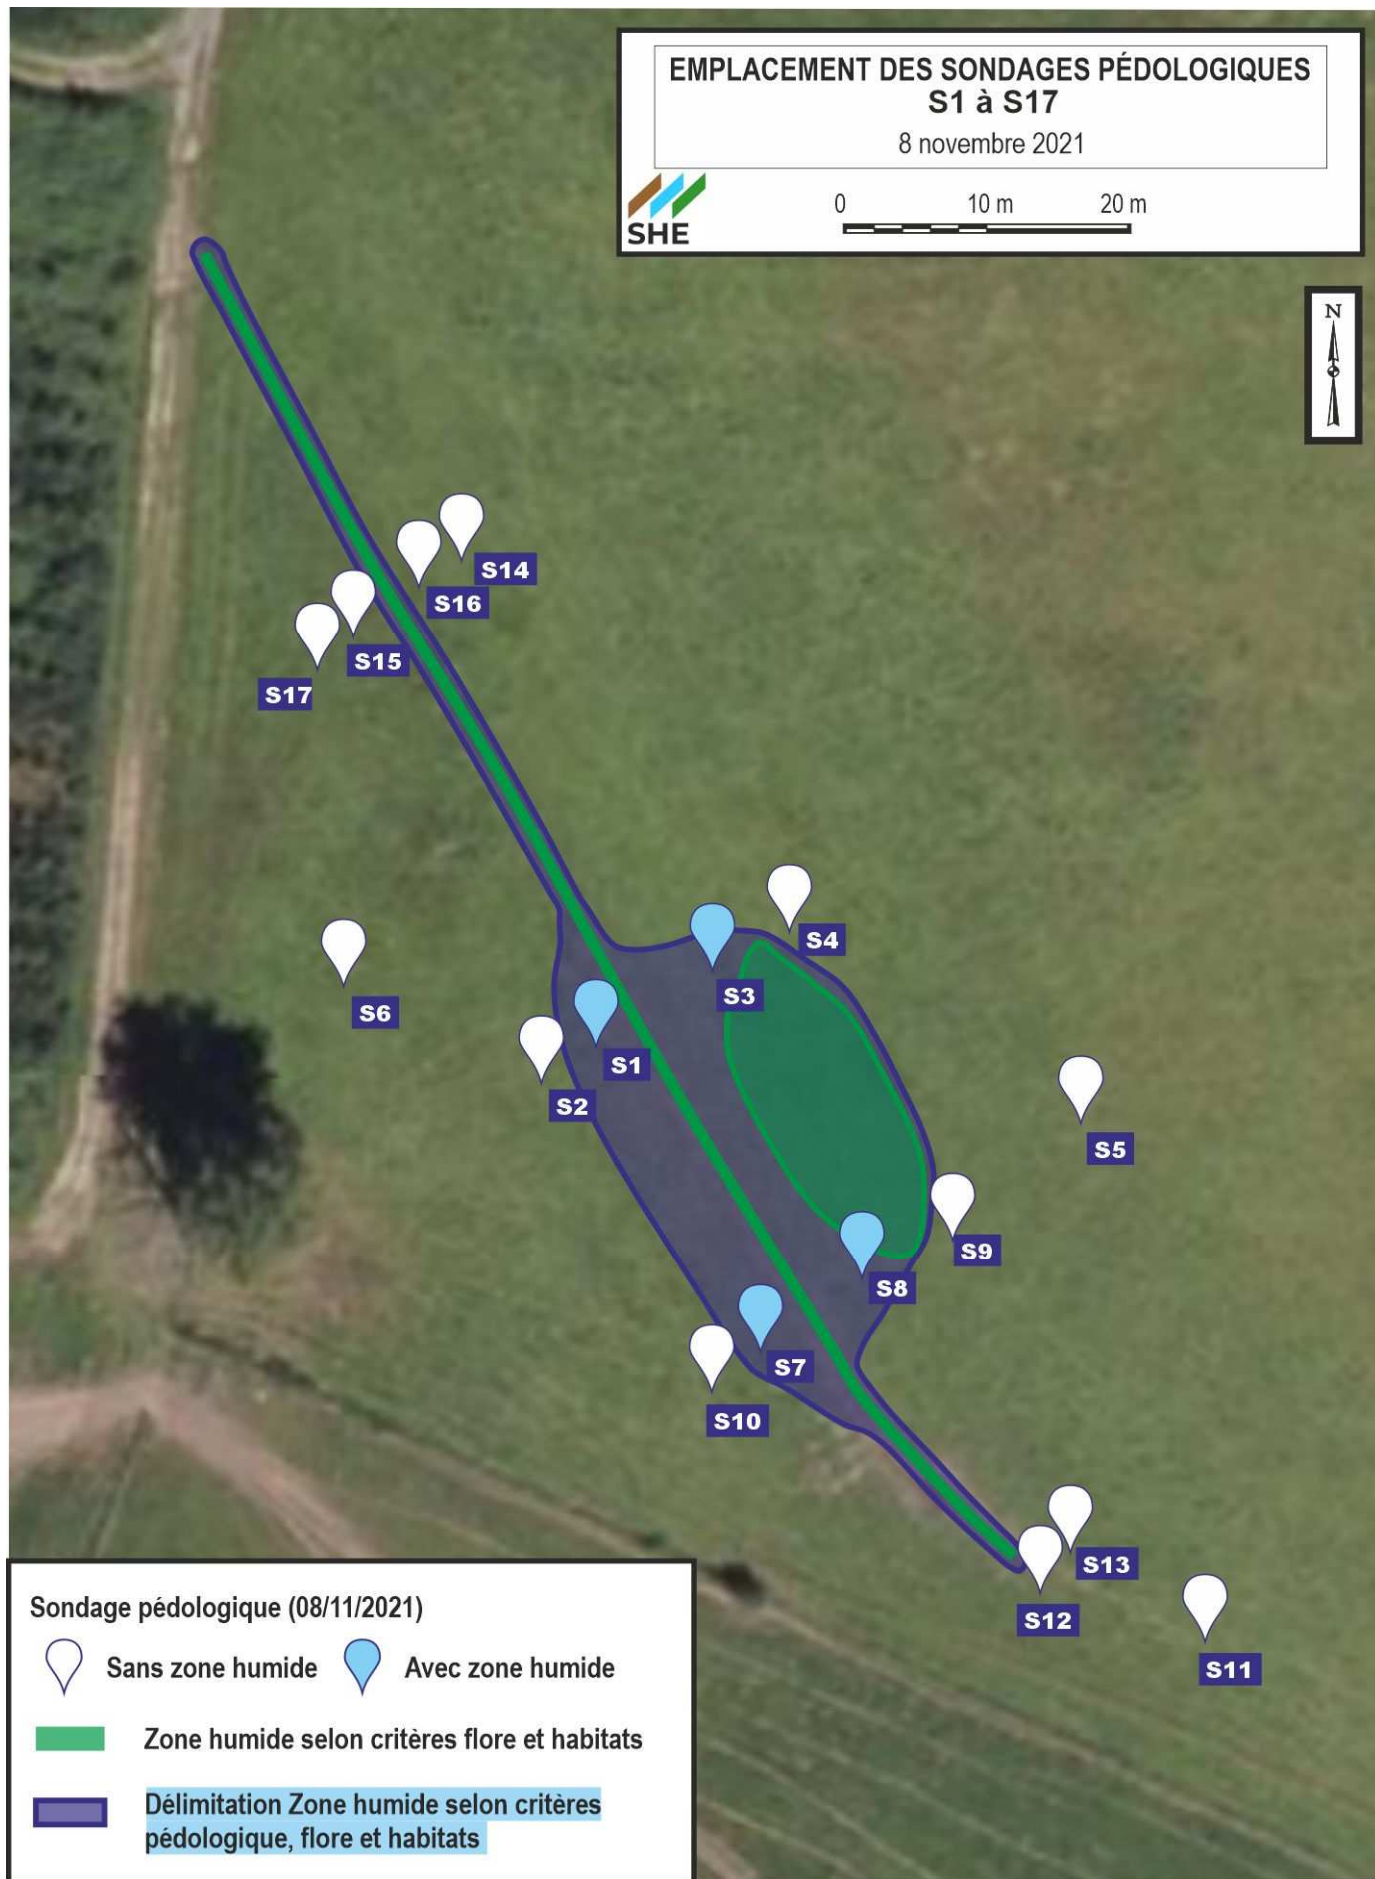 EMPLACEMENT DES SONDAGES PÉDOLOGIQUES
S1 à S17
8 novembre 2021
SHE
0 10 m 20 m
N
S14
S16
S15
S17
S4
S3
S6
S1
S2
S5
S9
S8
S7
S10
S13
S12
S11
Sondage pédologique (08/11/2021)
Sans zone humide Avec zone humide
Zone humide selon critères flore et habitats
Délimitation Zone humide selon critères
pédologique, flore et habitats